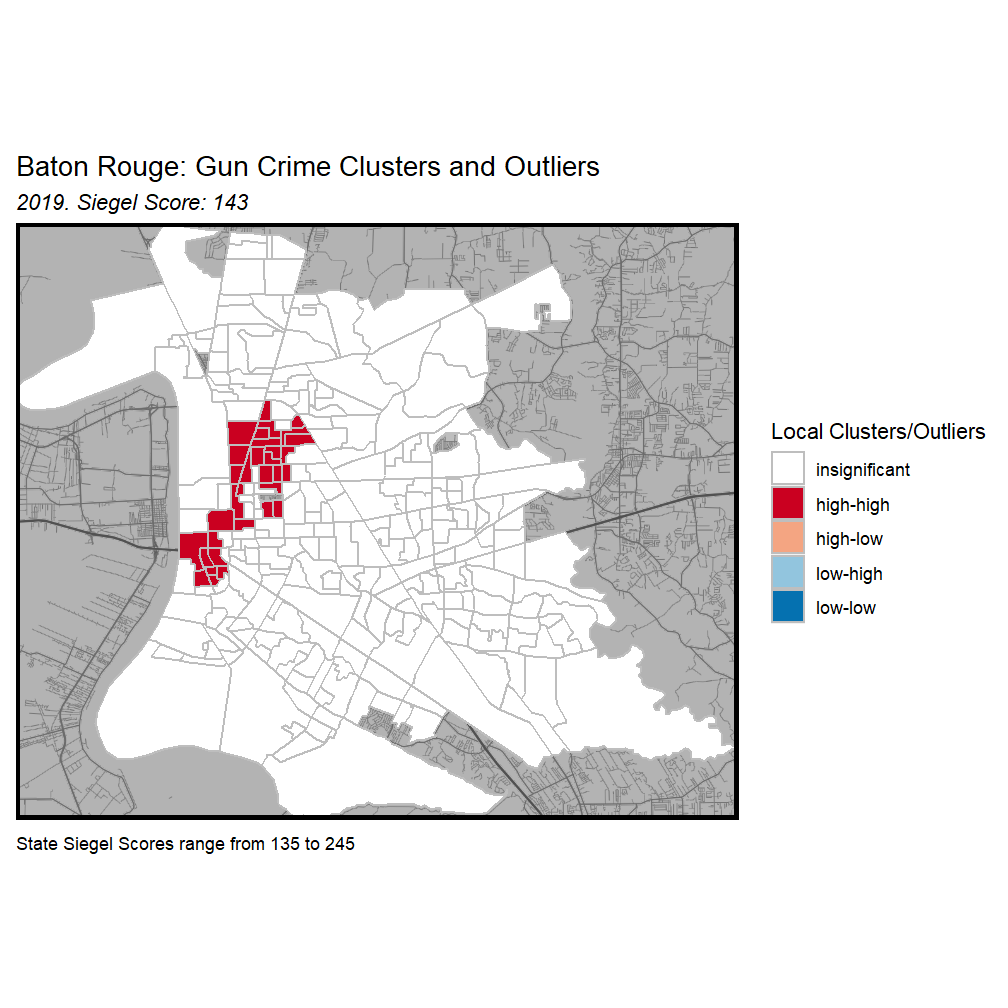 Baton Rouge: Gun Crime Clusters and Outliers
2019. Siegel Score: 143
Local Clusters/Outliers
insignificant
high-high
high-low
low-high
low-low
State Siegel Scores range from 135 to 245